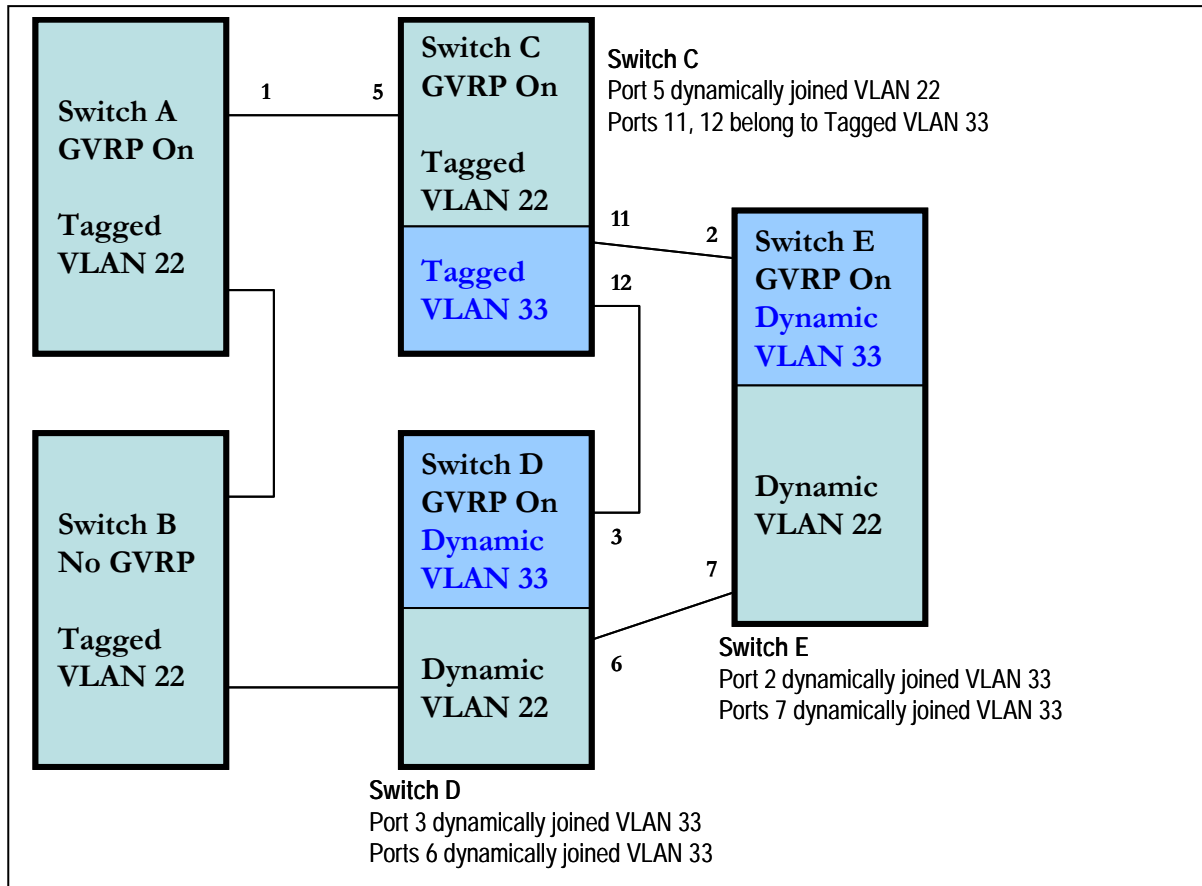 Switch A
GVRP On
Tagged
VLAN 22
1
5
Switch C
GVRP On
Tagged
VLAN 22
Tagged
VLAN 33
Switch C
Port 5 dynamically joined VLAN 22
Ports 11, 12 belong to Tagged VLAN 33
11
2
12
Switch E
GVRP On
Dynamic
VLAN 33
Dynamic
VLAN 22
Switch B
No GVRP
Tagged
VLAN 22
Switch D
GVRP On
Dynamic
VLAN 33
Dynamic
VLAN 22
3
7
6
Switch E
Port 2 dynamically joined VLAN 33
Ports 7 dynamically joined VLAN 33
Switch D
Port 3 dynamically joined VLAN 33
Ports 6 dynamically joined VLAN 33